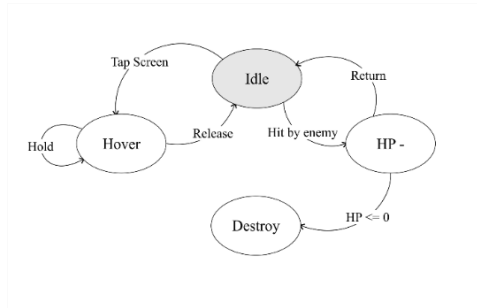 Tap Screen
Idle
Return
Hold
Hover
Release
Hit by enemy
HP -
Destroy
HP <= 0